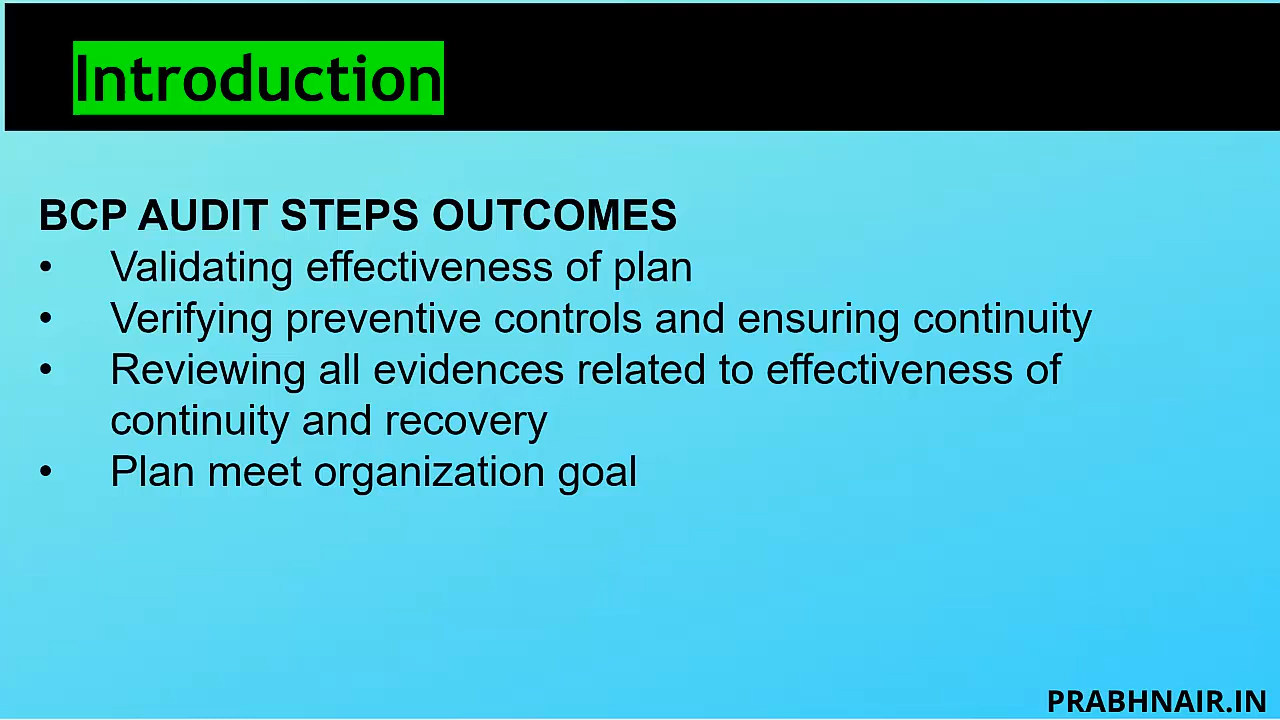 Introduction
BCP AUDIT STEPS OUTCOMES
• Validating effectiveness of plan
• Verifying preventive controls and ensuring continuity
• Reviewing all evidences related to effectiveness of
continuity and recovery
• Plan meet organization goal
PRABHNAIR.IN